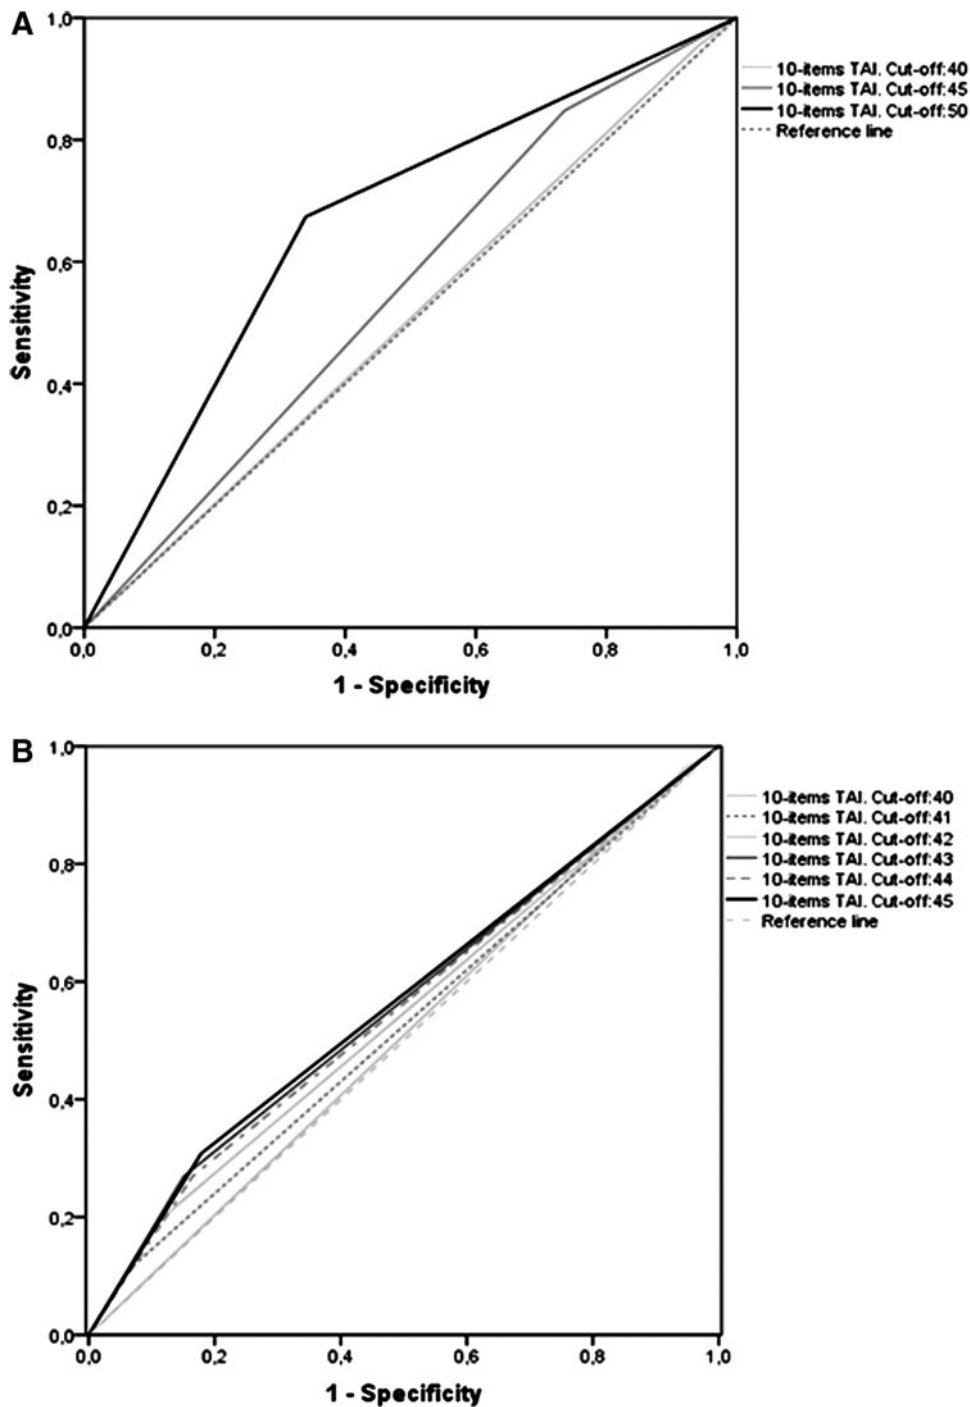 A
1,0
0,8
0,6
0,4
0,2
0,0
Sensitivity
0,0 0,2 0,4 0,6 0,8 1,0
1 - Specificity
10-items TAI. Cut-off:40
10-items TAI. Cut-off:45
10-items TAI. Cut-off:50
Reference line
B
1,0
0,8
0,6
0,4
0,2
0,0
Sensitivity
0,0 0,2 0,4 0,6 0,8 1,0
1 - Specificity
10-items TAI. Cut-off:40
10-items TAI. Cut-off:41
10-items TAI. Cut-off:42
10-items TAI. Cut-off:43
10-items TAI. Cut-off:44
10-items TAI. Cut-off:45
Reference line